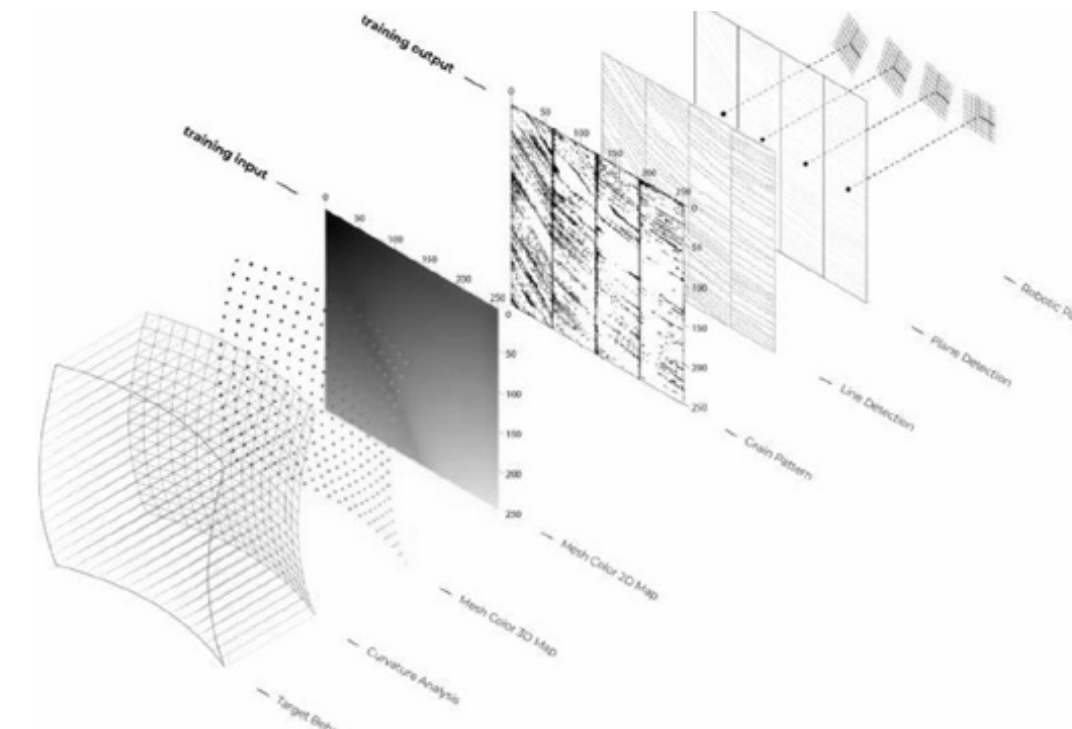 training output
training input
0
50
100
150
200
250
0
50
100
150
200
250
0
50
100
150
200
250
0
50
100
150
200
250
Robotic
Plane Detection
Line Detection
Grain Pattern
Mesh Color 2D Map
Mesh Color 3D Map
Curvature Analysis
Target